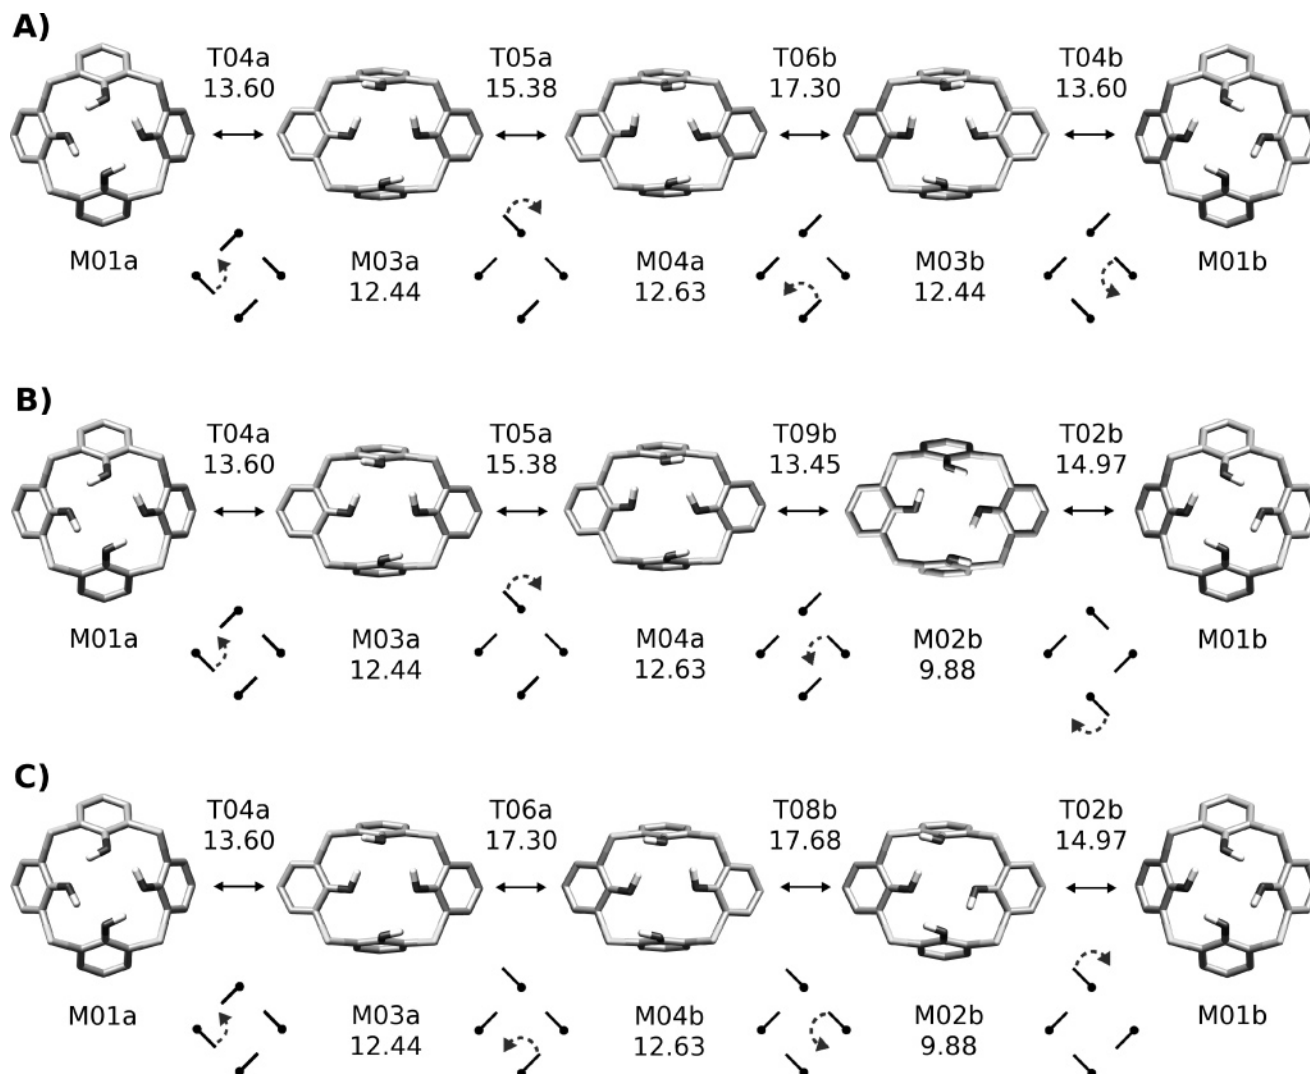 A)
T04a T05a T06b T04b
13.60 15.38 17.30 13.60
M01a M03a M04a M03b M01b
12.44 12.63 12.44
B)
T04a T05a T09b T02b
13.60 15.38 13.45 14.97
M01a M03a M04a M02b M01b
12.44 12.63 9.88
C)
T04a T06a T08b T02b
13.60 17.30 17.68 14.97
M01a M03a M04b M02b M01b
12.44 12.63 9.88